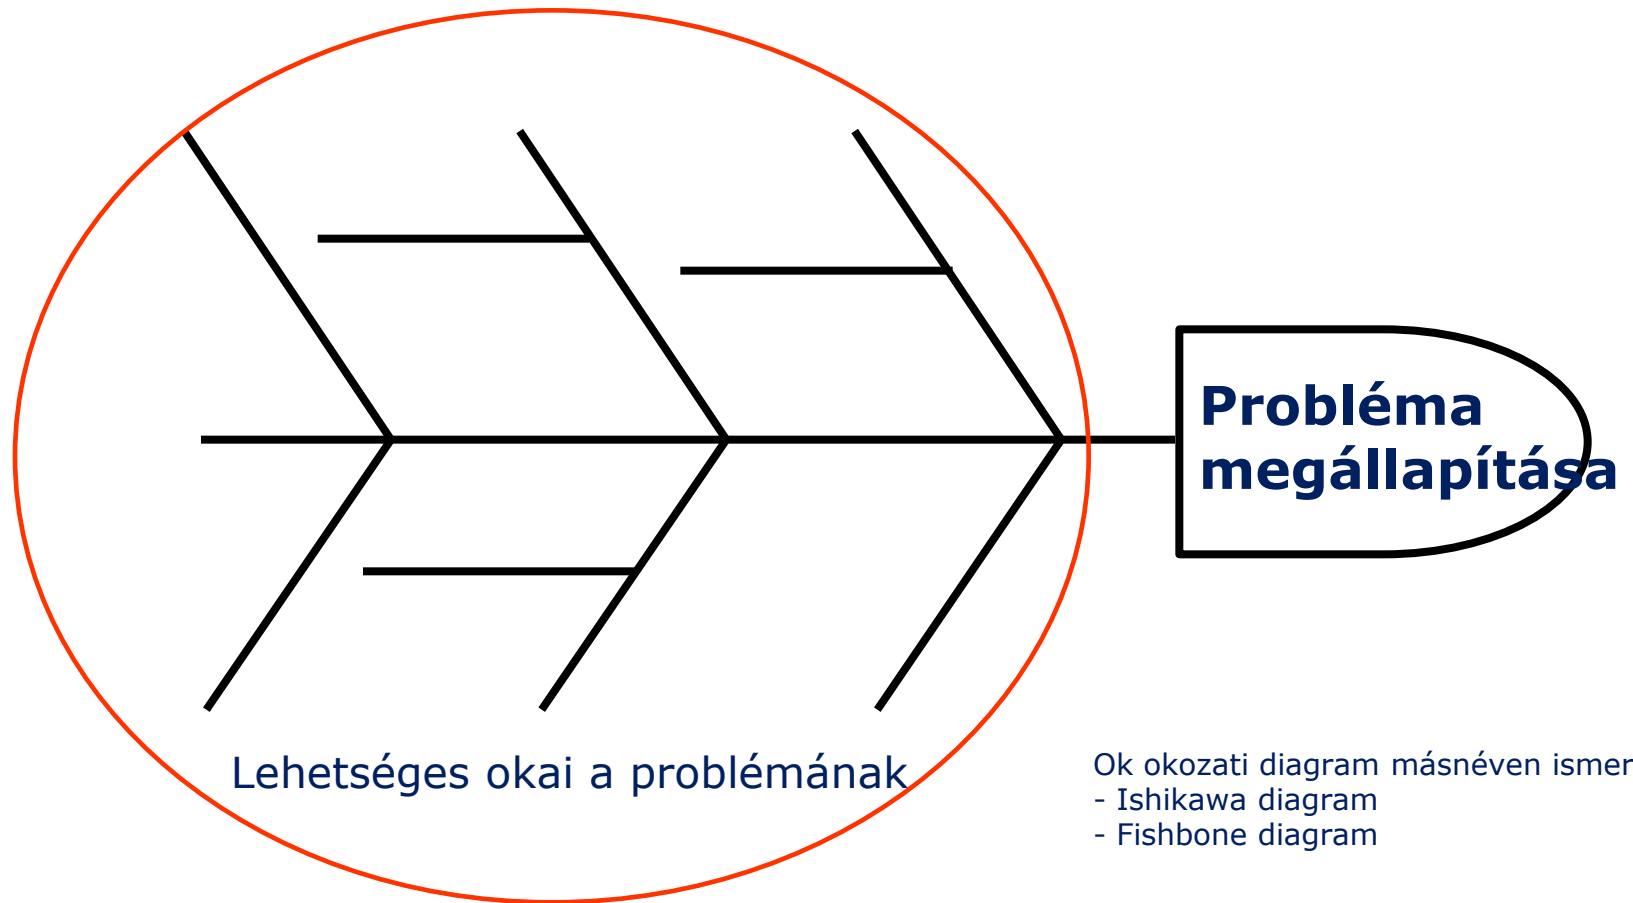 Probléma
megállapítása
Lehetséges okai a problémának
Ok okozati diagram másnéven ismer
- Ishikawa diagram
- Fishbone diagram